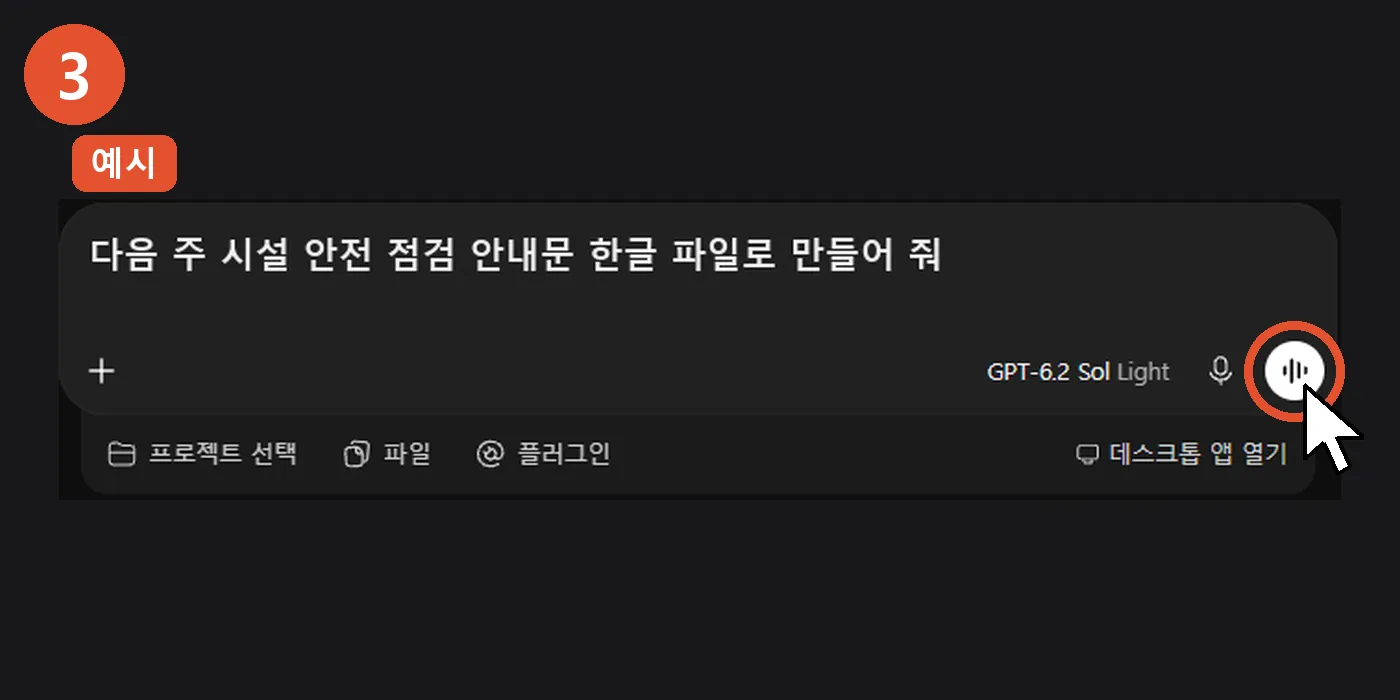 3
예시
다음 주 시설 안전 점검 안내문 한글 파일로 만들어 줘
GPT-6.2 Sol Light
프로젝트 선택 파일 플러그인 데스크톱 앱 열기